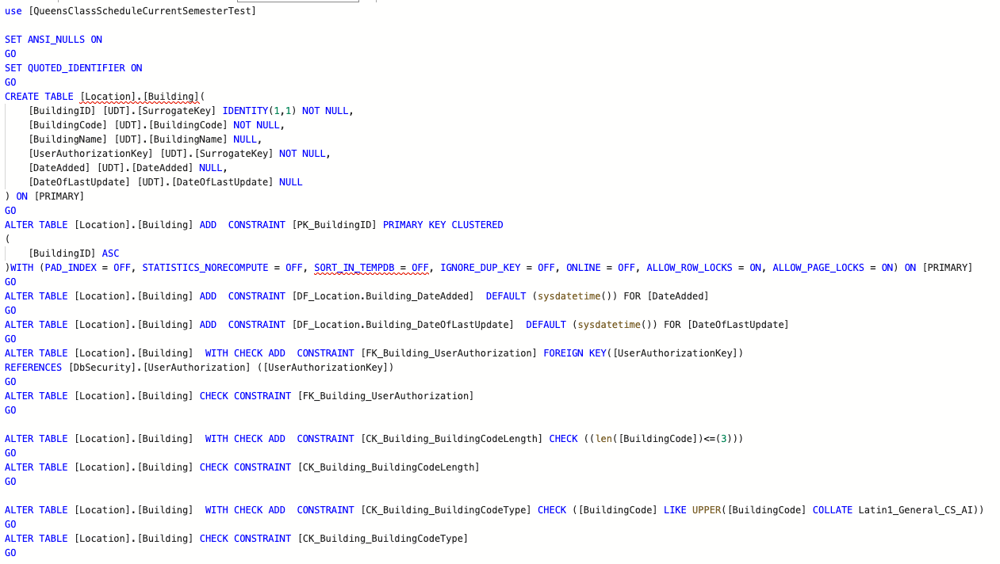 use [QueensClassScheduleCurrentSemesterTest]

SET ANSI_NULLS ON
GO
SET QUOTED_IDENTIFIER ON
GO
CREATE TABLE [Location].[Building](
    [BuildingID] [UDT].[SurrogateKey] IDENTITY(1,1) NOT NULL,
    [BuildingCode] [UDT].[BuildingCode] NOT NULL,
    [BuildingName] [UDT].[BuildingName] NULL,
    [UserAuthorizationKey] [UDT].[SurrogateKey] NOT NULL,
    [DateAdded] [UDT].[DateAdded] NULL,
    [DateOfLastUpdate] [UDT].[DateOfLastUpdate] NULL
) ON [PRIMARY]
GO
ALTER TABLE [Location].[Building] ADD  CONSTRAINT [PK_BuildingID] PRIMARY KEY CLUSTERED
(
    [BuildingID] ASC
)WITH (PAD_INDEX = OFF, STATISTICS_NORECOMPUTE = OFF, SORT_IN_TEMPDB = OFF, IGNORE_DUP_KEY = OFF, ONLINE = OFF, ALLOW_ROW_LOCKS = ON, ALLOW_PAGE_LOCKS = ON) ON [PRIMARY]
GO
ALTER TABLE [Location].[Building] ADD  CONSTRAINT [DF_Location.Building_DateAdded]  DEFAULT (sysdatetime()) FOR [DateAdded]
GO
ALTER TABLE [Location].[Building] ADD  CONSTRAINT [DF_Location.Building_DateOfLastUpdate]  DEFAULT (sysdatetime()) FOR [DateOfLastUpdate]
GO
ALTER TABLE [Location].[Building]  WITH CHECK ADD  CONSTRAINT [FK_Building_UserAuthorization] FOREIGN KEY([UserAuthorizationKey])
REFERENCES [DbSecurity].[UserAuthorization] ([UserAuthorizationKey])
GO
ALTER TABLE [Location].[Building] CHECK CONSTRAINT [FK_Building_UserAuthorization]
GO

ALTER TABLE [Location].[Building]  WITH CHECK ADD  CONSTRAINT [CK_Building_BuildingCodeLength] CHECK ((len([BuildingCode])<=(3)))
GO
ALTER TABLE [Location].[Building] CHECK CONSTRAINT [CK_Building_BuildingCodeLength]
GO

ALTER TABLE [Location].[Building]  WITH CHECK ADD  CONSTRAINT [CK_Building_BuildingCodeType] CHECK ([BuildingCode] LIKE UPPER([BuildingCode] COLLATE Latin1_General_CS_AI))
GO
ALTER TABLE [Location].[Building] CHECK CONSTRAINT [CK_Building_BuildingCodeType]
GO